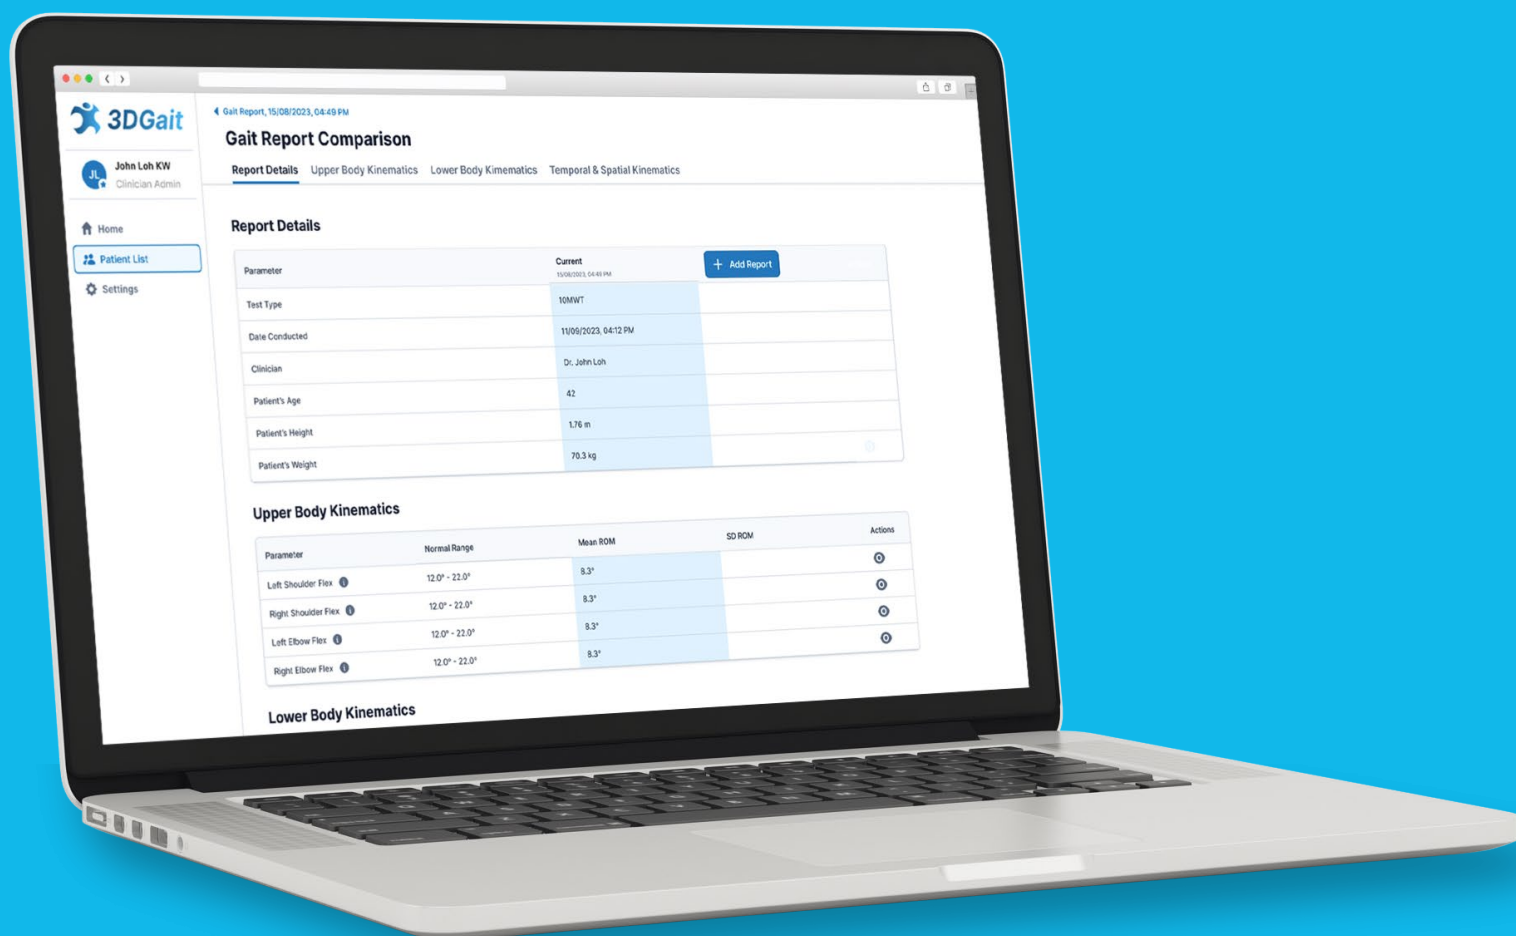 3DGait
John Loh KW
JL
Clinician Admin
Home
Patient List
Settings
Gait Report, 15/08/2023, 04:49 PM
Gait Report Comparison
Report Details Upper Body Kinematics Lower Body Kimematics Temporal & Spatial Kinematics
Report Details
Parameter Current + Add Report
15/08/2023, 04:49 PM
Test Type 10MWT
Date Conducted 11/09/2023, 04:12 PM
Clinician Dr. John Loh
Patient's Age 42
Patient's Height 1.76 m
Patient's Weight 70.3 kg
Upper Body Kinematics
Parameter Normal Range Mean ROM SD ROM Actions
Left Shoulder Flex 12.0° - 22.0° 8.3°
Right Shoulder Flex 12.0° - 22.0° 8.3°
Left Elbow Flex 12.0° - 22.0° 8.3°
Right Elbow Flex 12.0° - 22.0° 8.3°
Lower Body Kinematics